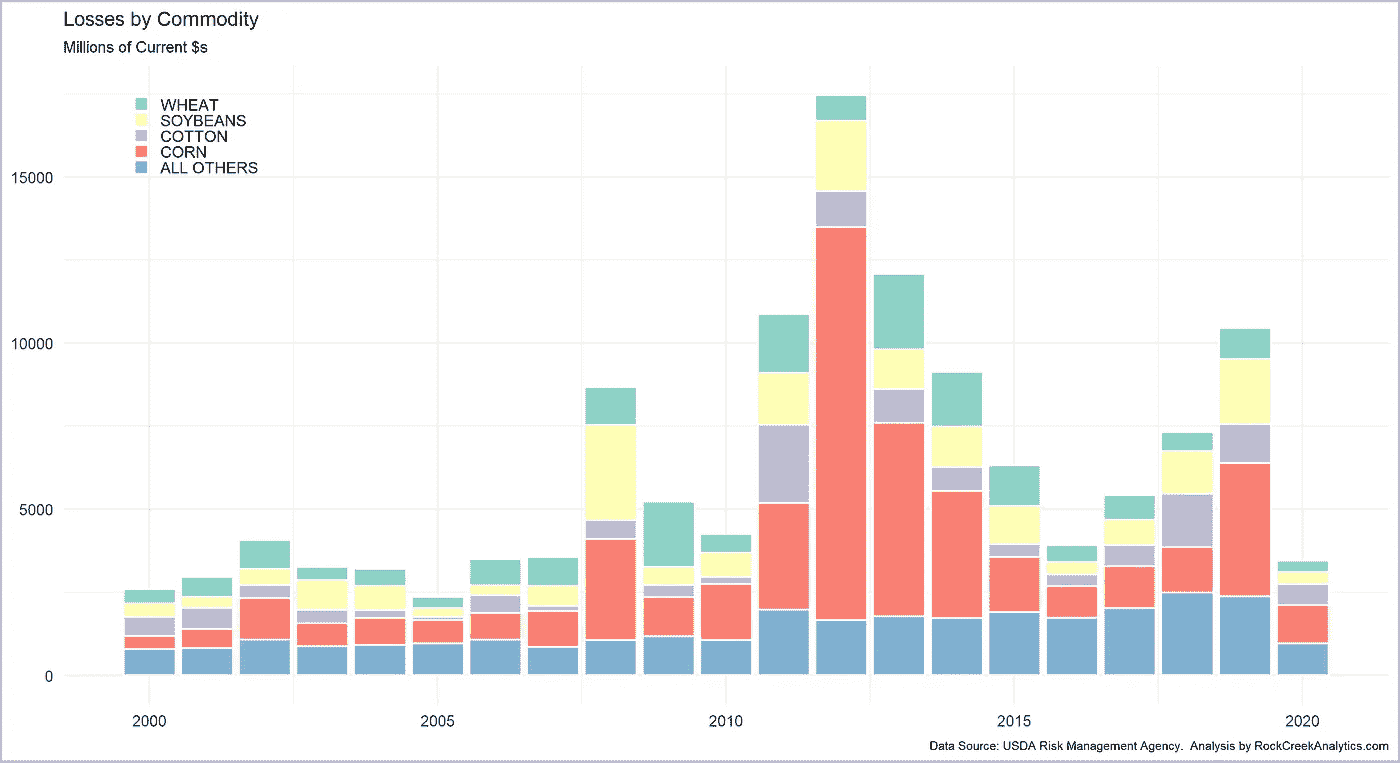 Losses by Commodity
Millions of Current $s
WHEAT
SOYBEANS
COTTON
CORN
ALL OTHERS
15000
10000
5000
0
2000 2005 2010 2015 2020
Data Source: USDA Risk Management Agency.  Analysis by RockCreekAnalytics.com